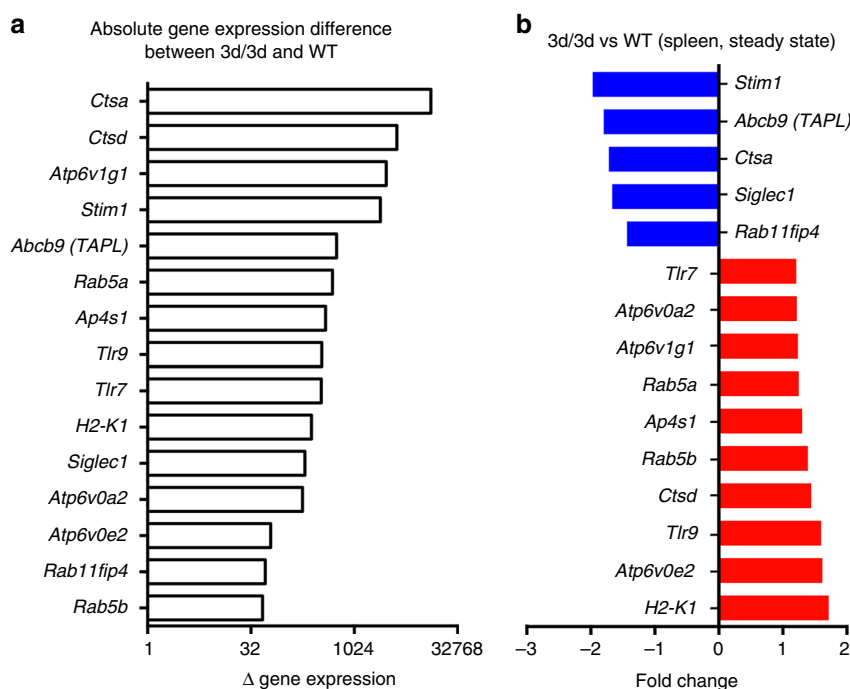 a
Absolute gene expression difference
between 3d/3d and WT
Ctsa
Ctsd
Atp6v1g1
Stim1
Abcb9 (TAPL)
Rab5a
Ap4s1
Tlr9
Tlr7
H2-K1
Siglec1
Atp6v0a2
Atp6v0e2
Rab11fip4
Rab5b
1 32 1024 32768
Δ gene expression
b
3d/3d vs WT (spleen, steady state)
Stim1
Abcb9 (TAPL)
Ctsa
Siglec1
Rab11fip4
Tlr7
Atp6v0a2
Atp6v1g1
Rab5a
Ap4s1
Rab5b
Ctsd
Tlr9
Atp6v0e2
H2-K1
−3 −2 −1 0 1 2
Fold change